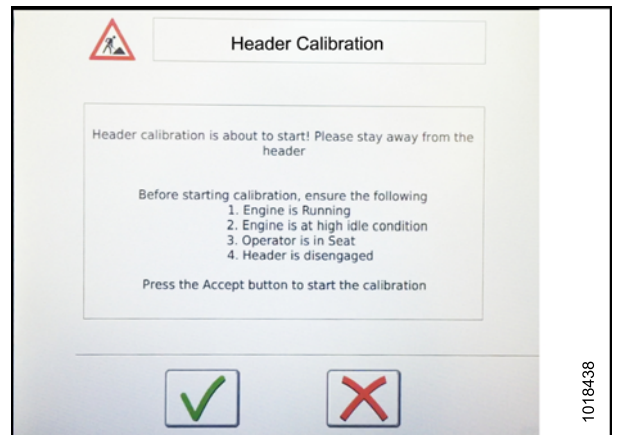 Header Calibration
Header calibration is about to start! Please stay away from the
header
Before starting calibration, ensure the following
1. Engine is Running
2. Engine is at high idle condition
3. Operator is in Seat
4. Header is disengaged
Press the Accept button to start the calibration
1018438